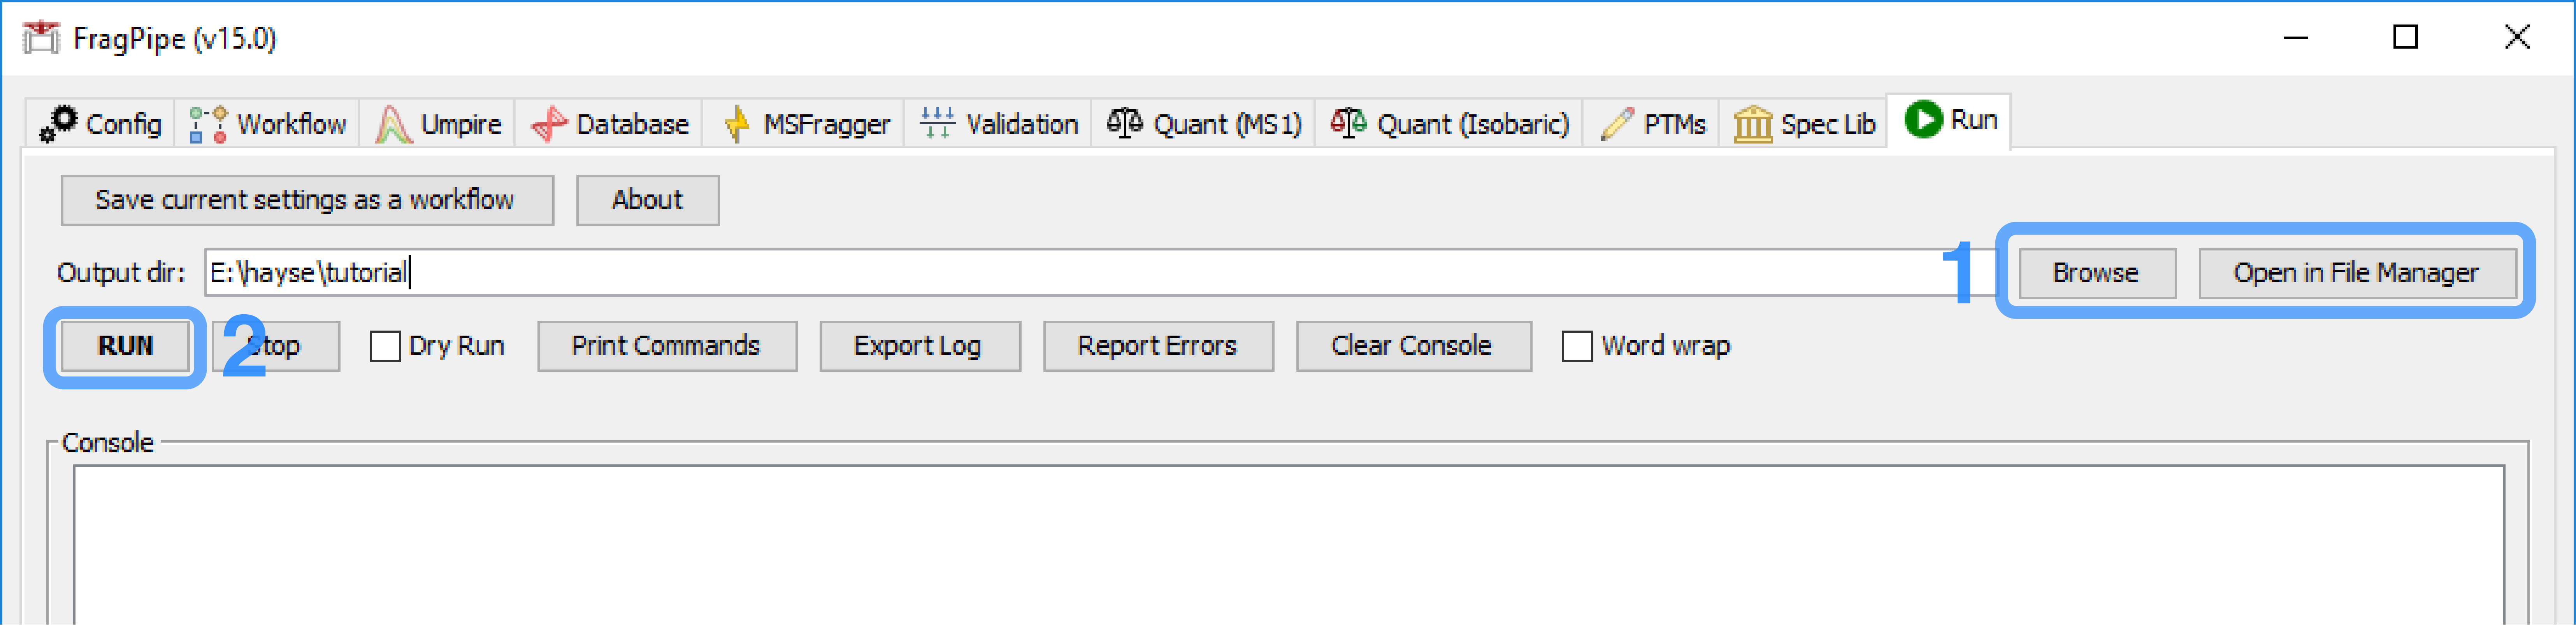 FragPipe (v15.0)
Config Workflow Umpire Database MSFragger Validation Quant (MS1) Quant (Isobaric) PTMs Spec Lib Run
Save current settings as a workflow About
Output dir: E:\hayse\tutorial 1 Browse Open in File Manager
RUN 2 Stop Dry Run Print Commands Export Log Report Errors Clear Console Word wrap
Console